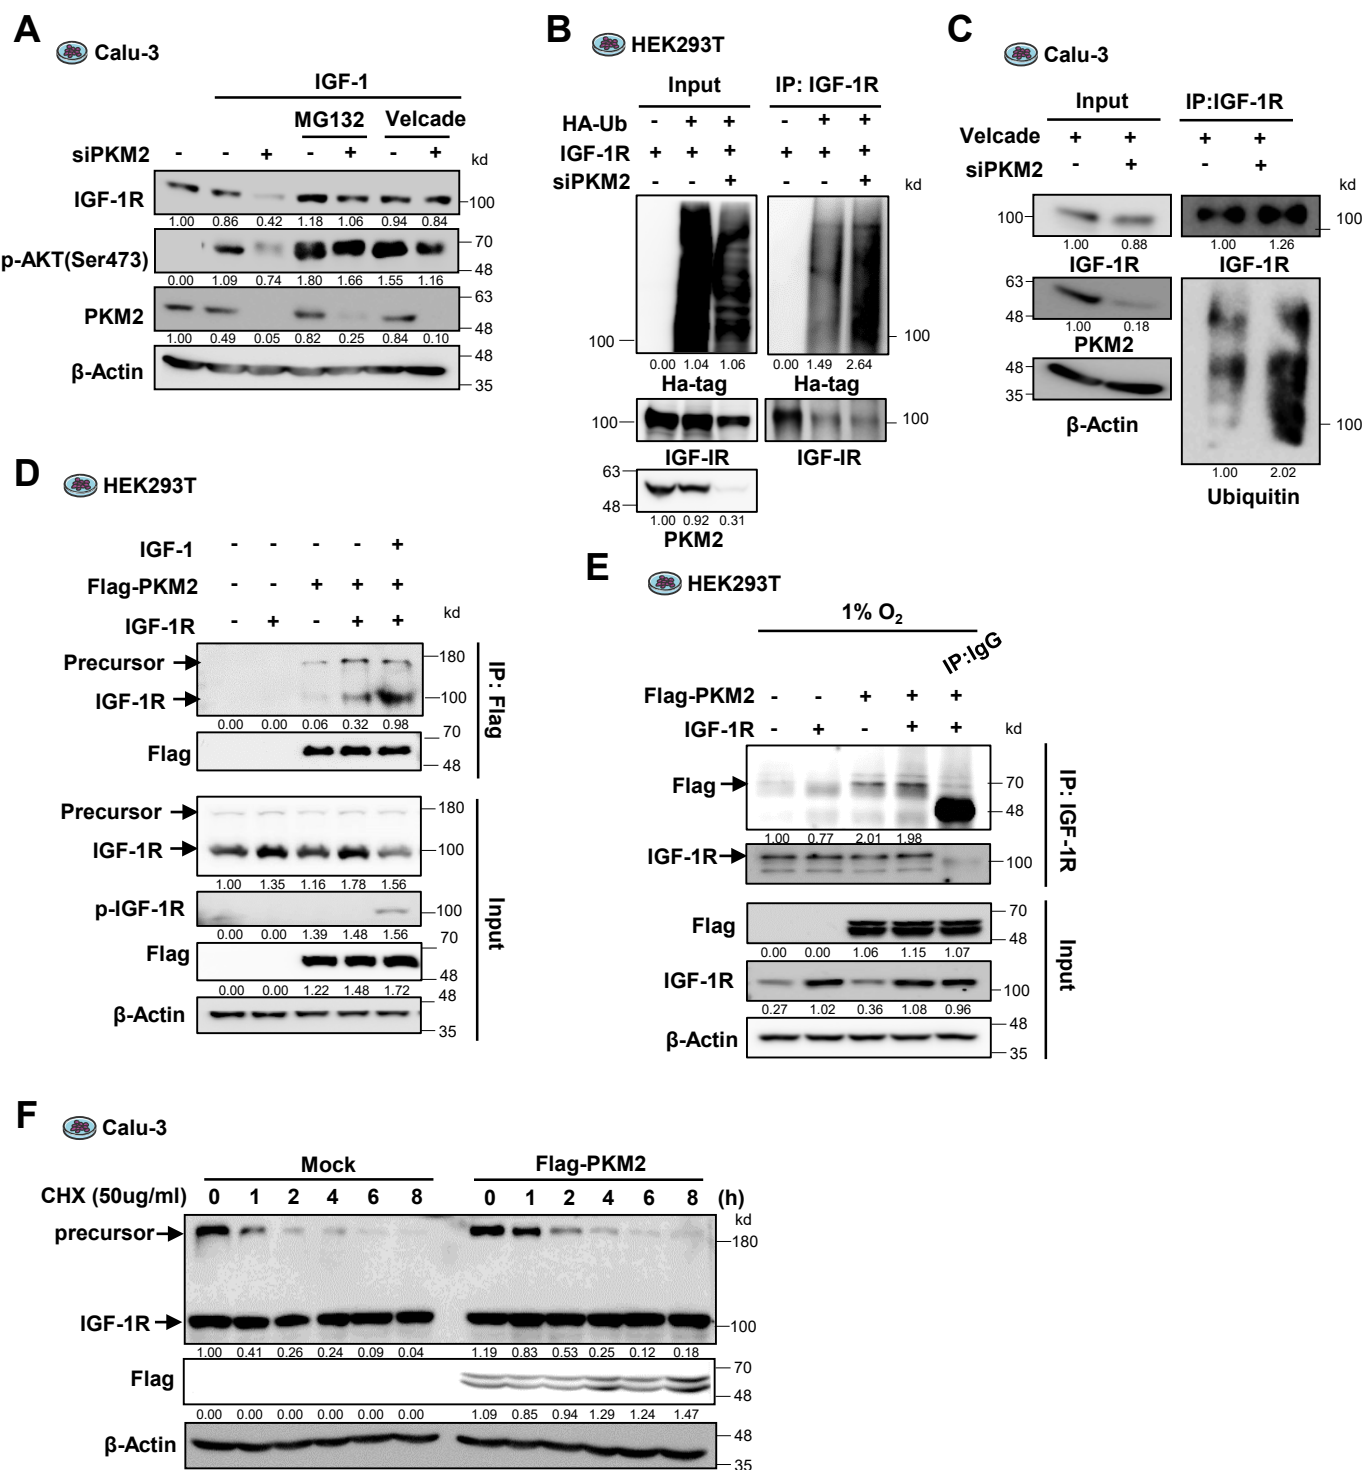 A
Calu-3
IGF-1
MG132 Velcade
siPKM2 - - + - + - + kd
IGF-1R 100
1.00 0.86 0.42 1.18 1.06 0.94 0.84
p-AKT(Ser473) 70 48
0.00 1.09 0.74 1.80 1.66 1.55 1.16
PKM2 63 48
1.00 0.49 0.05 0.82 0.25 0.84 0.10
β-Actin 48 35
B
HEK293T
Input IP: IGF-1R
HA-Ub - + + - + +
IGF-1R + + + + + +
siPKM2 - - + - - + kd
100 100
0.00 1.04 1.06 0.00 1.49 2.64
Ha-tag Ha-tag
100 100
IGF-IR IGF-IR
63
48
1.00 0.92 0.31
PKM2
C
Calu-3
Input IP:IGF-1R
Velcade + + + +
siPKM2 - + - +
kd
100 100
1.00 0.88 1.00 1.26
IGF-1R IGF-1R
63
48
1.00 0.18
PKM2
48
35
β-Actin
100
1.00 2.02
Ubiquitin
D
HEK293T
IGF-1 - - - - +
Flag-PKM2 - - + + +
IGF-1R - + - + + kd
Precursor 180
IGF-1R 100
0.00 0.00 0.06 0.32 0.98
Flag 70 48
IP: Flag
Precursor 180
IGF-1R 100
1.00 1.35 1.16 1.78 1.56
p-IGF-1R 100
0.00 0.00 1.39 1.48 1.56
Flag 70 48
0.00 0.00 1.22 1.48 1.72
β-Actin 48 35
Input
E
HEK293T
1% O2
IP:IgG
Flag-PKM2 - - + + +
IGF-1R - + - + + kd
Flag 70 48
1.00 0.77 2.01 1.98
IGF-1R 100
IP: IGF-1R
Flag 70 48
0.00 0.00 1.06 1.15 1.07
IGF-1R 100
0.27 1.02 0.36 1.08 0.96
β-Actin 48 35
Input
F
Calu-3
Mock Flag-PKM2
CHX (50ug/ml) 0 1 2 4 6 8 0 1 2 4 6 8 (h)
kd
precursor 180
IGF-1R 100
1.00 0.41 0.26 0.24 0.09 0.04 1.19 0.83 0.53 0.25 0.12 0.18
Flag 70 48
0.00 0.00 0.00 0.00 0.00 0.00 1.09 0.85 0.94 1.29 1.24 1.47
β-Actin 48 35